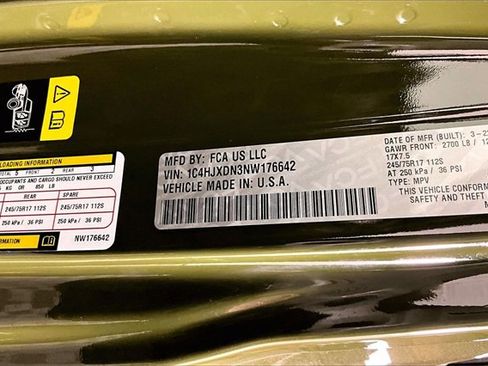 LOADING INFORMATION
TOTAL 5 FRONT 2 REAR 3
OCCUPANTS AND CARGO SHOULD NEVER EXCEED
KG OR 850 LB
REAR SPARE
245/75R17 112S 245/75R17 112S
250 kPa / 36 PSI 250 kPa / 36 PSI
INFORMATION
NW176642
MFD BY: FCA US LLC
VIN: 1C4HJXDN3NW176642
VEHICLE MADE IN U.S.A.
DATE OF MFR (BUILT): 3-2
GAWR FRONT: 2700 LB
17X7.5
245/75R17 112S
AT 250 kPa / 36 PSI
TYPE: MPV
THIS VEHICLE CONFORM
SAFETY AND THEFT